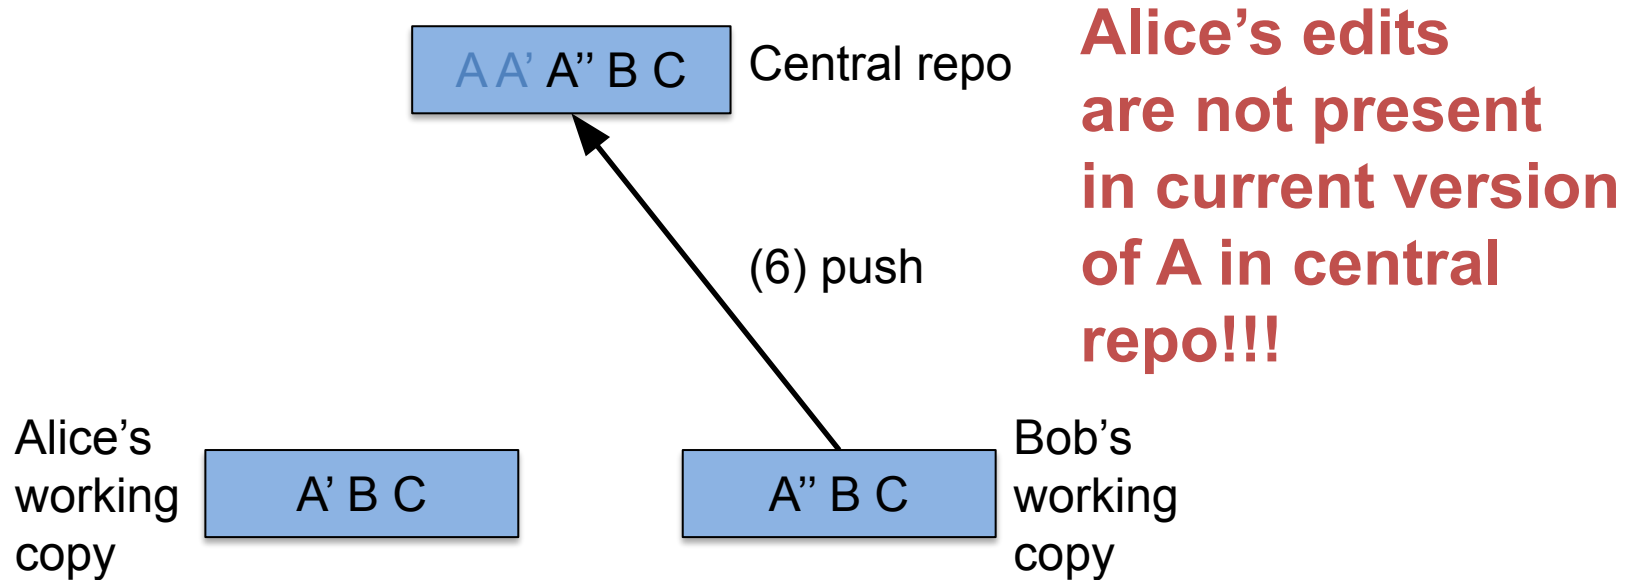 A A’ A’’ B C
Central repo
Alice’s edits
are not present
in current version
of A in central
repo!!!
(6) push
Alice’s
working
copy
A’ B C
A’’ B C
Bob’s
working
copy